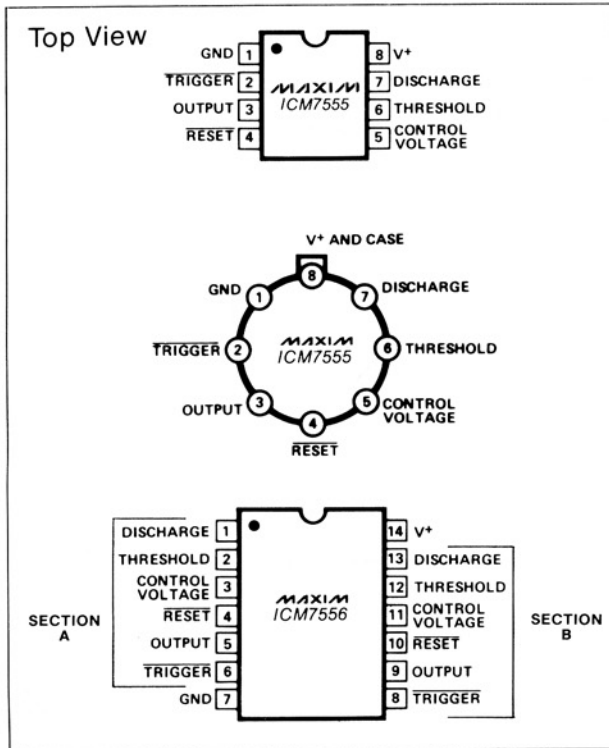 Top View
GND 1 8 V+
TRIGGER 2 7 DISCHARGE
OUTPUT 3 6 THRESHOLD
RESET 4 5 CONTROL VOLTAGE
MAXIM
ICM7555
V+ AND CASE
8
GND 1 7 DISCHARGE
TRIGGER 2 6 THRESHOLD
MAXIM
ICM7555
OUTPUT 3 5 CONTROL VOLTAGE
4
RESET
DISCHARGE 1 14 V+
THRESHOLD 2 13 DISCHARGE
CONTROL VOLTAGE 3 12 THRESHOLD
MAXIM
ICM7556
RESET 4 11 CONTROL VOLTAGE
OUTPUT 5 10 RESET
TRIGGER 6 9 OUTPUT
GND 7 8 TRIGGER
SECTION A
SECTION B